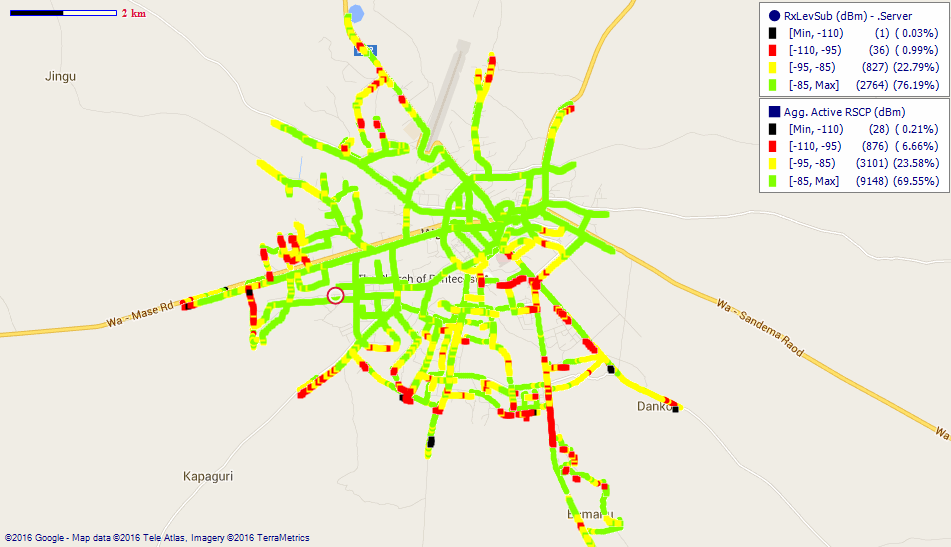 2 km
RxLevSub (dBm) - .Server
[Min, -110) (1) ( 0.03%)
[-110, -95) (36) ( 0.99%)
[-95, -85) (827) (22.79%)
[-85, Max] (2764) (76.19%)
Agg. Active RSCP (dBm)
[Min, -110) (28) ( 0.21%)
[-110, -95) (876) ( 6.66%)
[-95, -85) (3101) (23.58%)
[-85, Max] (9148) (69.55%)
Jingu
Wa - Mase Rd
Wa - Sandema Raod
Danko
Wa
Kapaguri
©2016 Google - Map data ©2016 Tele Atlas, Imagery ©2016 TerraMetrics